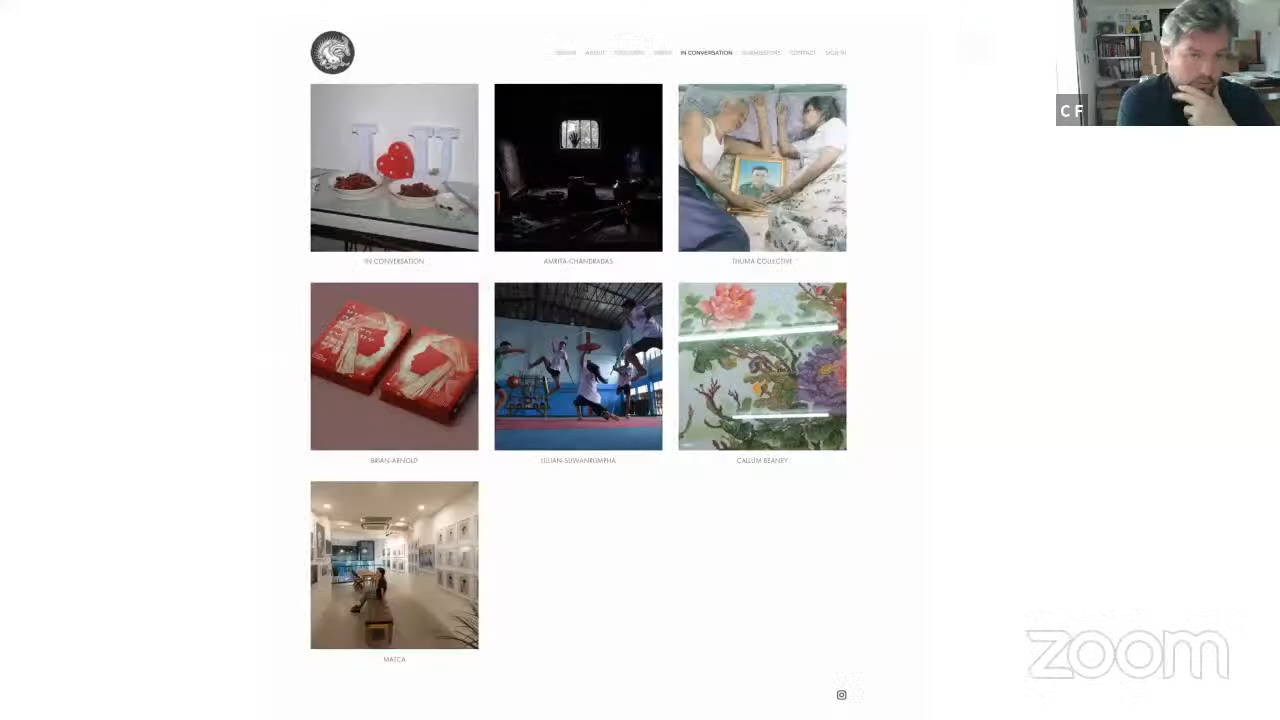 ABOUT IN CONVERSATION SUBMISSIONS CONTACT SIGN IN
C F
I U
IN CONVERSATION
AMRITA-CHANDRADAS
THUMA COLLECTIVE
BRIAN-ARNOLD
LILLIAN-SUWANRUMPHA
CALLUM BEANEY
MATCA
zoom